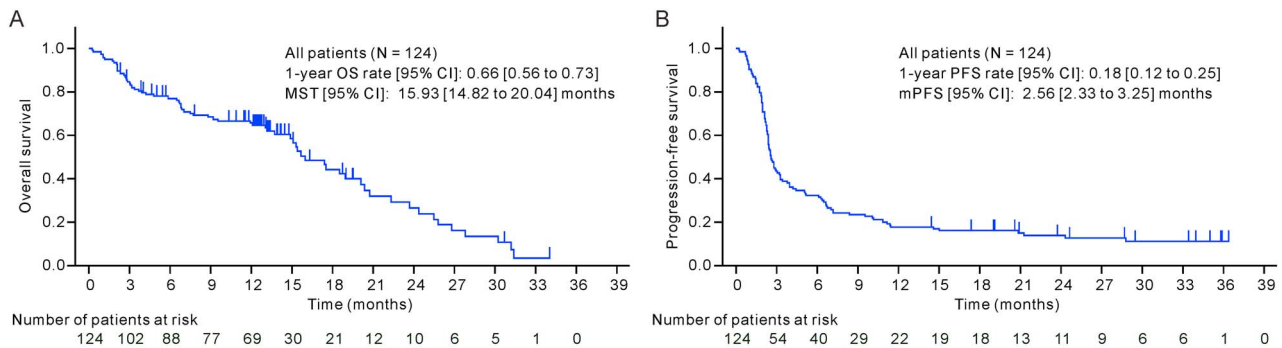 A
All patients (N = 124)
1-year OS rate [95% CI]: 0.66 [0.56 to 0.73]
MST [95% CI]: 15.93 [14.82 to 20.04] months
Overall survival
1.0
0.8
0.6
0.4
0.2
0.0
0 3 6 9 12 15 18 21 24 27 30 33 36 39
Time (months)
Number of patients at risk
124 102 88 77 69 30 21 12 10 6 5 1 0
B
All patients (N = 124)
1-year PFS rate [95% CI]: 0.18 [0.12 to 0.25]
mPFS [95% CI]: 2.56 [2.33 to 3.25] months
Progression-free survival
1.0
0.8
0.6
0.4
0.2
0.0
0 3 6 9 12 15 18 21 24 27 30 33 36 39
Time (months)
Number of patients at risk
124 54 40 29 22 19 18 13 11 9 6 6 1 0